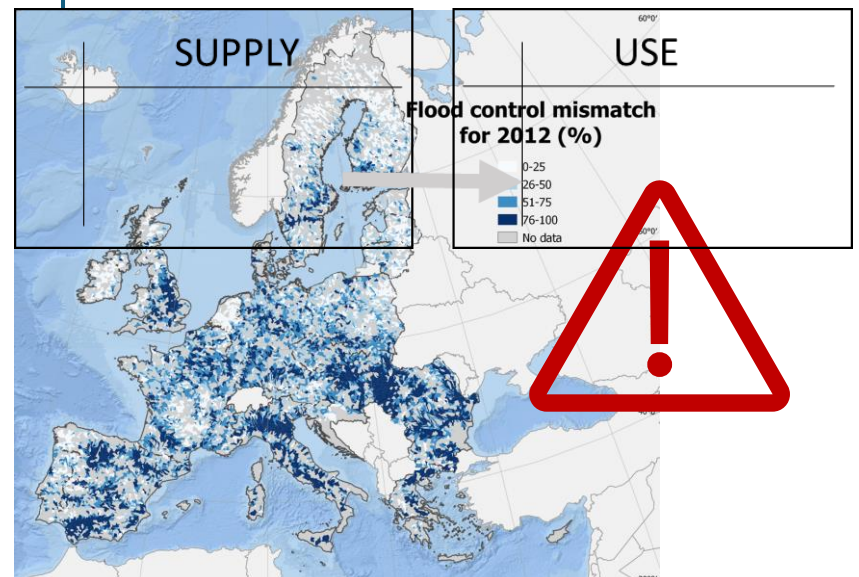 60°0'
SUPPLY
USE
Flood control mismatch
for 2012 (%)
0-25
26-50
51-75
76-100
No data
!